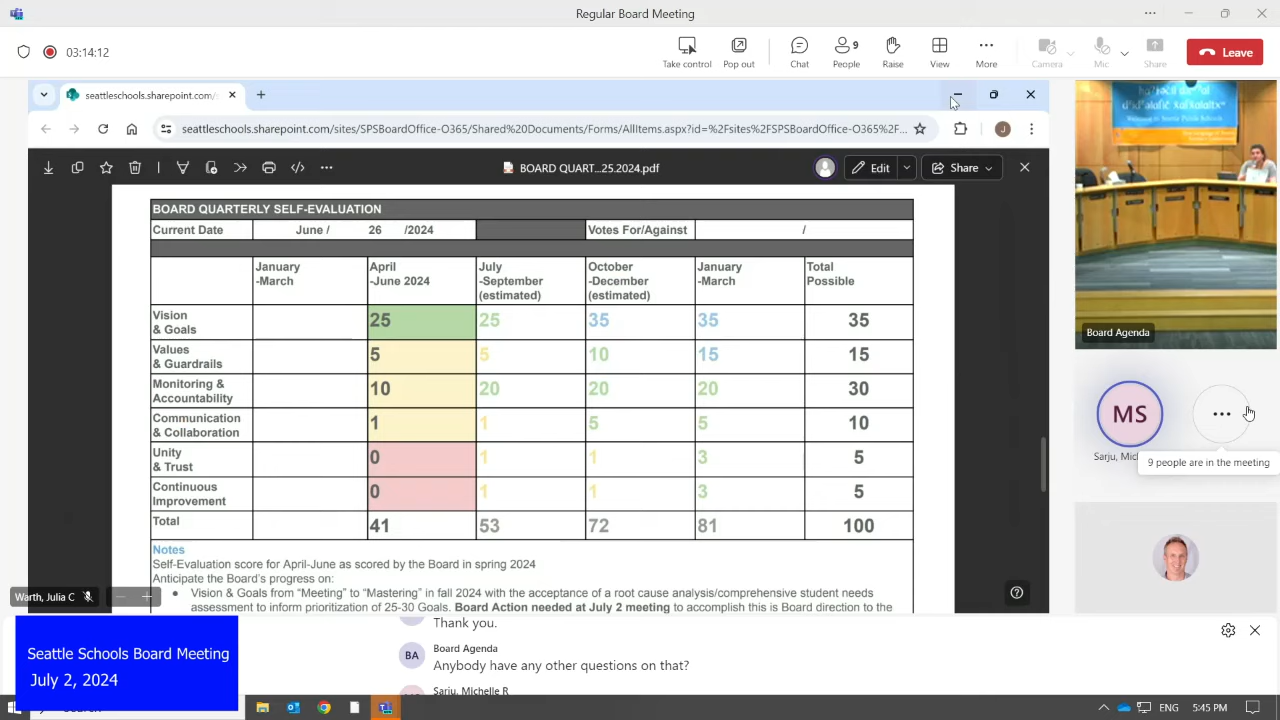 Regular Board Meeting
03:14:12
Take control
Pop out
Chat
9
People
Raise
View
More
Camera
Mic
Share
Leave
seattleschools.sharepoint.com/
seattleschools.sharepoint.com/sites/SPSBoardOffice-O365/Shared%20Documents/Forms/AllItems.aspx?id=%2Fsites%2FSPSBoardOffice-O365%2F...
J
BOARD QUART...25.2024.pdf
Edit
Share
BOARD QUARTERLY SELF-EVALUATION
Current Date June / 26 /2024 Votes For/Against /
January -March
April -June 2024
July -September (estimated)
October -December (estimated)
January -March
Total Possible
Vision & Goals 25 25 35 35 35
Values & Guardrails 5 5 10 15 15
Monitoring & Accountability 10 20 20 20 30
Communication & Collaboration 1 1 5 5 10
Unity & Trust 0 1 1 3 5
Continuous Improvement 0 1 1 3 5
Total 41 53 72 81 100
Notes
Self-Evaluation score for April-June as scored by the Board in spring 2024
Anticipate the Board's progress on:
● Vision & Goals from "Meeting" to "Mastering" in fall 2024 with the acceptance of a root cause analysis/comprehensive student needs
assessment to inform prioritization of 25-30 Goals. Board Action needed at July 2 meeting to accomplish this is Board direction to the
Warth, Julia C
Board Agenda
MS
Sarju, Mic
9 people are in the meeting
Thank you.
BA
Board Agenda
Anybody have any other questions on that?
Sarju, Michelle R
Seattle Schools Board Meeting
July 2, 2024
ENG
5:45 PM